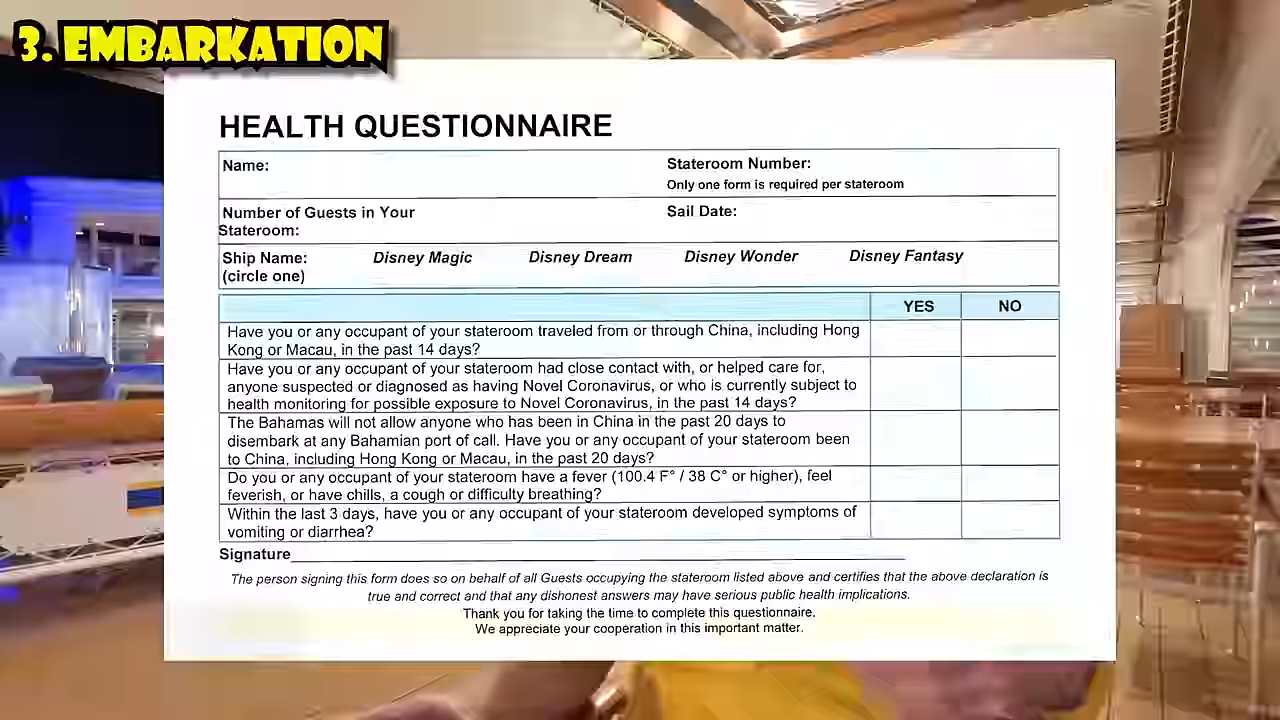 3. EMBARKATION
HEALTH QUESTIONNAIRE
Name:
Stateroom Number:
Only one form is required per stateroom
Number of Guests in Your
Stateroom:
Sail Date:
Ship Name: Disney Magic Disney Dream Disney Wonder Disney Fantasy
(circle one)
YES NO
Have you or any occupant of your stateroom traveled from or through China, including Hong
Kong or Macau, in the past 14 days?
Have you or any occupant of your stateroom had close contact with, or helped care for,
anyone suspected or diagnosed as having Novel Coronavirus, or who is currently subject to
health monitoring for possible exposure to Novel Coronavirus, in the past 14 days?
The Bahamas will not allow anyone who has been in China in the past 20 days to
disembark at any Bahamian port of call. Have you or any occupant of your stateroom been
to China, including Hong Kong or Macau, in the past 20 days?
Do you or any occupant of your stateroom have a fever (100.4 F° / 38 C° or higher), feel
feverish, or have chills, a cough or difficulty breathing?
Within the last 3 days, have you or any occupant of your stateroom developed symptoms of
vomiting or diarrhea?
Signature
The person signing this form does so on behalf of all Guests occupying the stateroom listed above and certifies that the above declaration is
true and correct and that any dishonest answers may have serious public health implications.
Thank you for taking the time to complete this questionnaire.
We appreciate your cooperation in this important matter.